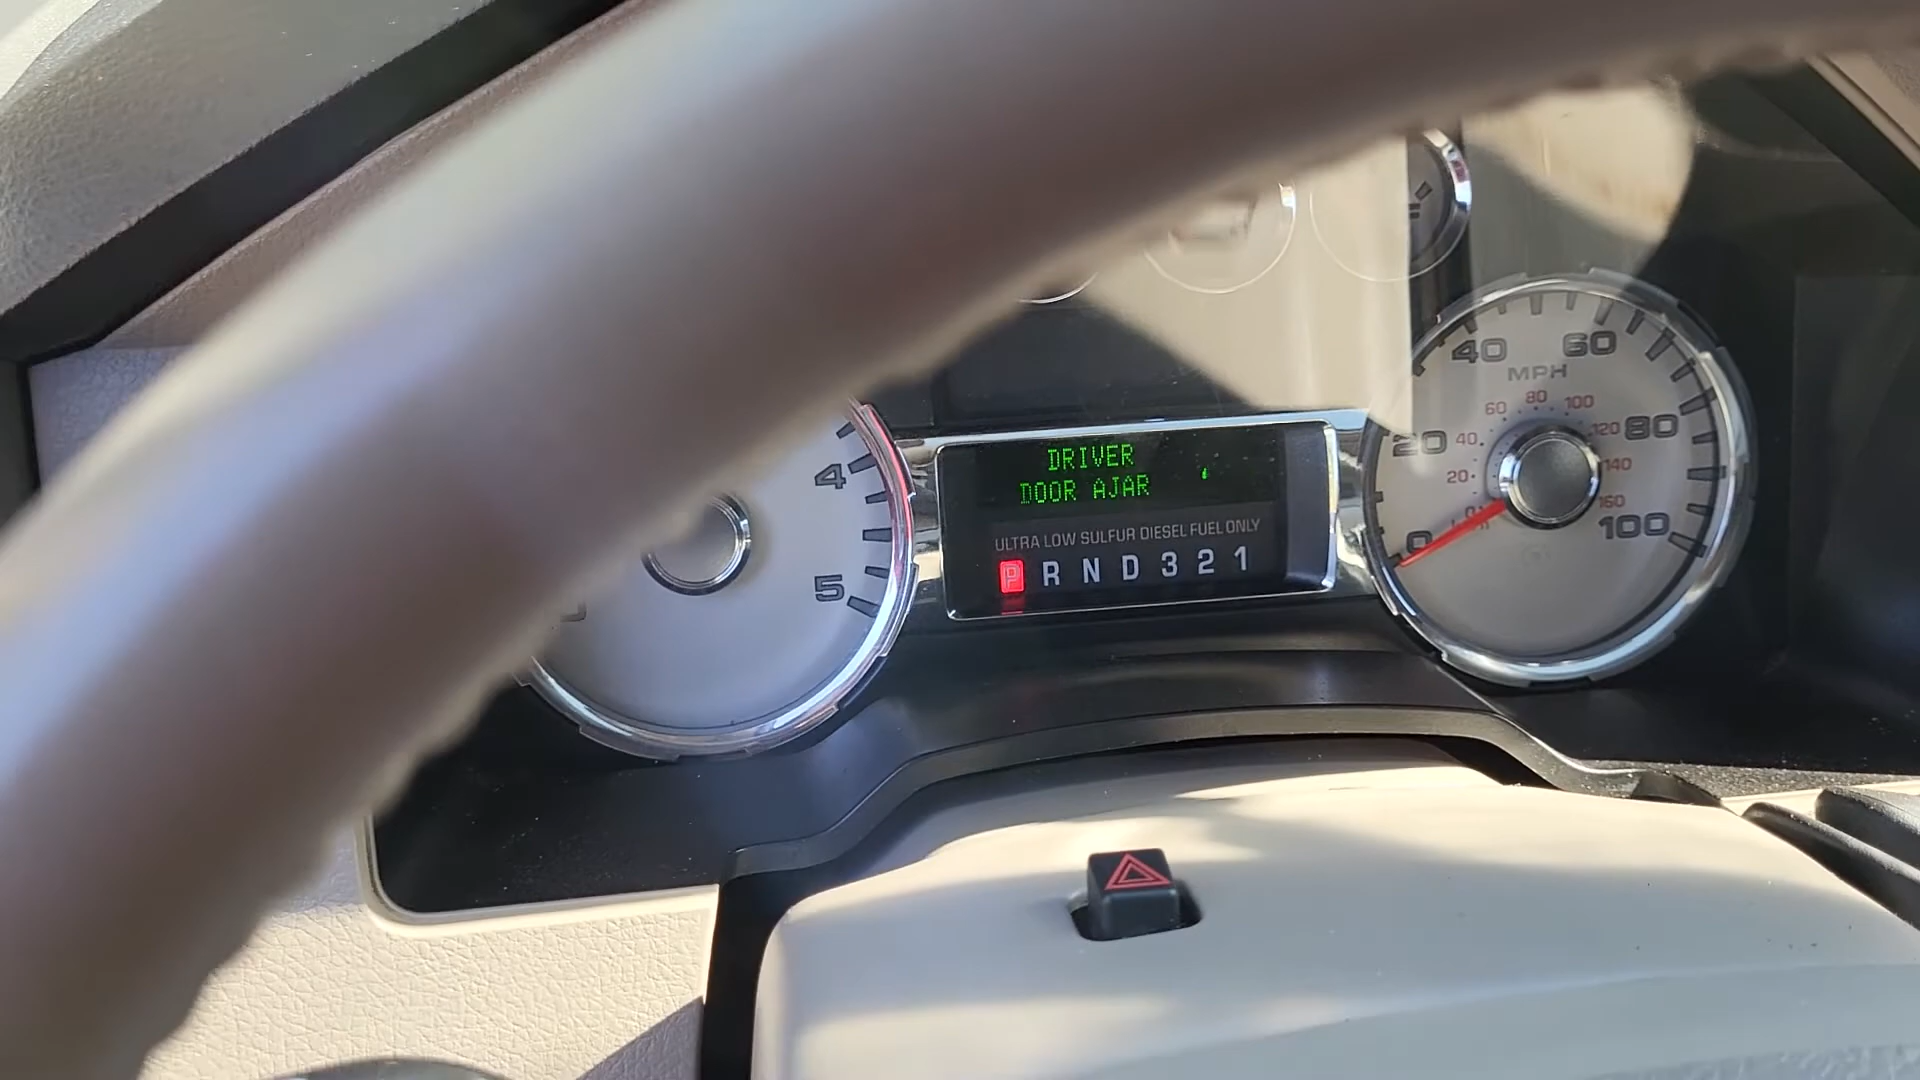 DRIVER
DOOR AJAR
ULTRA LOW SULFUR DIESEL FUEL ONLY
P R N D 3 2 1
4
5
MPH
0 20 40 60 80 100
20 40 60 80 100 120 140 160